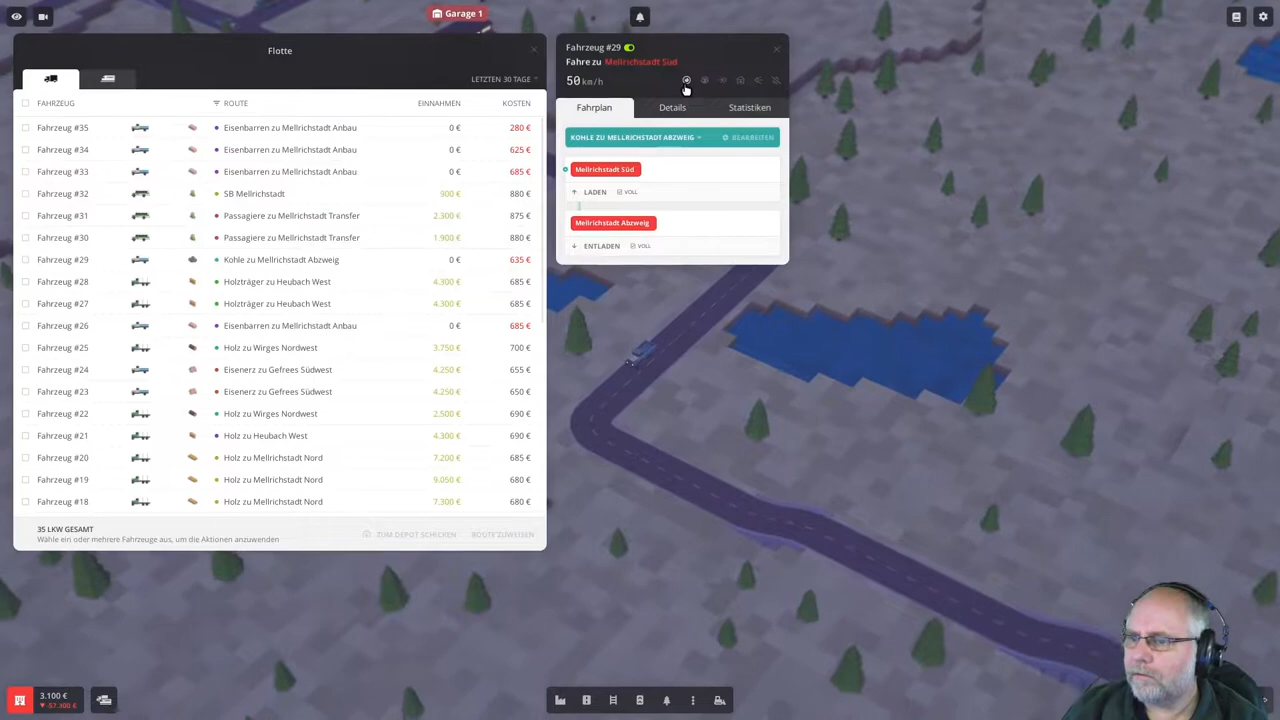 Garage 1
Flotte
LETZTEN 30 TAGE
FAHRZEUG ROUTE EINNAHMEN KOSTEN
Fahrzeug #35 Eisenbarren zu Mellrichstadt Anbau 0 € 280 €
Fahrzeug #34 Eisenbarren zu Mellrichstadt Anbau 0 € 625 €
Fahrzeug #33 Eisenbarren zu Mellrichstadt Anbau 0 € 685 €
Fahrzeug #32 SB Mellrichstadt 900 € 880 €
Fahrzeug #31 Passagiere zu Mellrichstadt Transfer 2.300 € 875 €
Fahrzeug #30 Passagiere zu Mellrichstadt Transfer 1.900 € 880 €
Fahrzeug #29 Kohle zu Mellrichstadt Abzweig 0 € 635 €
Fahrzeug #28 Holzträger zu Heubach West 4.300 € 685 €
Fahrzeug #27 Holzträger zu Heubach West 4.300 € 685 €
Fahrzeug #26 Eisenbarren zu Mellrichstadt Anbau 0 € 685 €
Fahrzeug #25 Holz zu Wirges Nordwest 3.750 € 700 €
Fahrzeug #24 Eisenerz zu Gefrees Südwest 4.250 € 655 €
Fahrzeug #23 Eisenerz zu Gefrees Südwest 4.250 € 650 €
Fahrzeug #22 Holz zu Wirges Nordwest 2.500 € 690 €
Fahrzeug #21 Holz zu Heubach West 4.300 € 690 €
Fahrzeug #20 Holz zu Mellrichstadt Nord 7.200 € 685 €
Fahrzeug #19 Holz zu Mellrichstadt Nord 9.050 € 680 €
Fahrzeug #18 Holz zu Mellrichstadt Nord 7.300 € 680 €
35 LKW GESAMT
Wähle ein oder mehrere Fahrzeuge aus, um die Aktionen anzuwenden
ZUM DEPOT SCHICKEN ROUTE ZUWEISEN
Fahrzeug #29
Fahre zu Mellrichstadt Süd
50 km/h
Fahrplan Details Statistiken
KOHLE ZU MELLRICHSTADT ABZWEIG BEARBEITEN
Mellrichstadt Süd
LADEN VOLL
Mellrichstadt Abzweig
ENTLADEN VOLL
3.100 €
-57.300 €